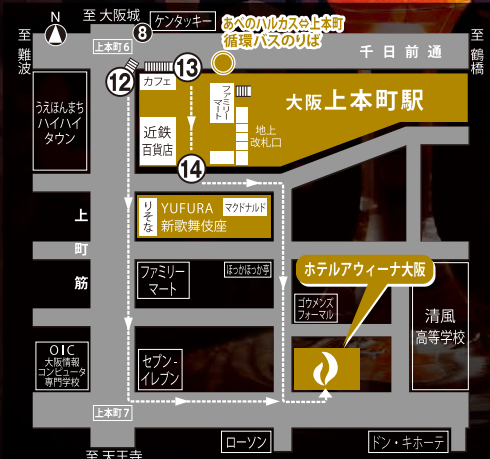 至 大阪城
ケンタッキー
あべのハルカス⇔上本町
循環バスのりば
N
8
上本町6
千日前通
至 難波
至 鶴橋
12
13
カフェ
ファミリーマート
大阪上本町駅
うえほんまち
ハイハイ
タウン
近鉄
百貨店
地上
改札口
14
りそな
YUFURA
マクドナルド
新歌舞伎座
上町筋
ファミリー
マート
ほっかほっか亭
ホテルアウィーナ大阪
ゴウメンズ
フォーマル
清風
高等学校
OIC
大阪情報
コンピュータ
専門学校
セブン-
イレブン
上本町7
ローソン
ドン・キホーテ
至 天王寺